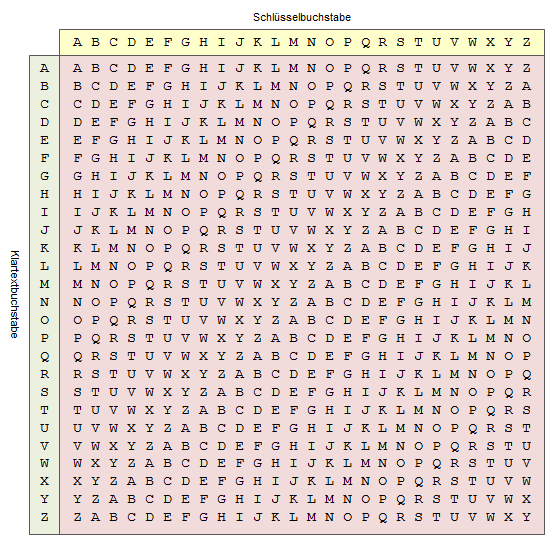 Schlüsselbuchstabe
A B C D E F G H I J K L M N O P Q R S T U V W X Y Z
A A B C D E F G H I J K L M N O P Q R S T U V W X Y Z
B B C D E F G H I J K L M N O P Q R S T U V W X Y Z A
C C D E F G H I J K L M N O P Q R S T U V W X Y Z A B
D D E F G H I J K L M N O P Q R S T U V W X Y Z A B C
E E F G H I J K L M N O P Q R S T U V W X Y Z A B C D
F F G H I J K L M N O P Q R S T U V W X Y Z A B C D E
G G H I J K L M N O P Q R S T U V W X Y Z A B C D E F
H H I J K L M N O P Q R S T U V W X Y Z A B C D E F G
I I J K L M N O P Q R S T U V W X Y Z A B C D E F G H
J J K L M N O P Q R S T U V W X Y Z A B C D E F G H I
K K L M N O P Q R S T U V W X Y Z A B C D E F G H I J
L L M N O P Q R S T U V W X Y Z A B C D E F G H I J K
M M N O P Q R S T U V W X Y Z A B C D E F G H I J K L
N N O P Q R S T U V W X Y Z A B C D E F G H I J K L M
O O P Q R S T U V W X Y Z A B C D E F G H I J K L M N
P P Q R S T U V W X Y Z A B C D E F G H I J K L M N O
Q Q R S T U V W X Y Z A B C D E F G H I J K L M N O P
R R S T U V W X Y Z A B C D E F G H I J K L M N O P Q
S S T U V W X Y Z A B C D E F G H I J K L M N O P Q R
T T U V W X Y Z A B C D E F G H I J K L M N O P Q R S
U U V W X Y Z A B C D E F G H I J K L M N O P Q R S T
V V W X Y Z A B C D E F G H I J K L M N O P Q R S T U
W W X Y Z A B C D E F G H I J K L M N O P Q R S T U V
X X Y Z A B C D E F G H I J K L M N O P Q R S T U V W
Y Y Z A B C D E F G H I J K L M N O P Q R S T U V W X
Z Z A B C D E F G H I J K L M N O P Q R S T U V W X Y
Klartextbuchstabe